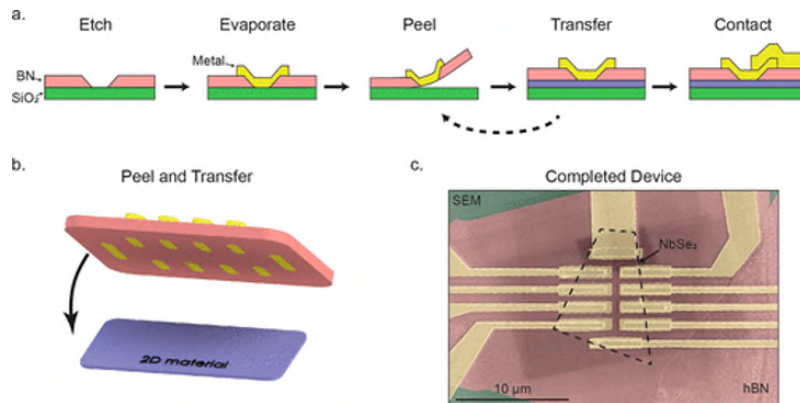 a.
Etch
Evaporate
Peel
Transfer
Contact
Metal
BN
SiO₂
b.
Peel and Transfer
2D material
c.
Completed Device
SEM
NbSe₂
10 µm
hBN